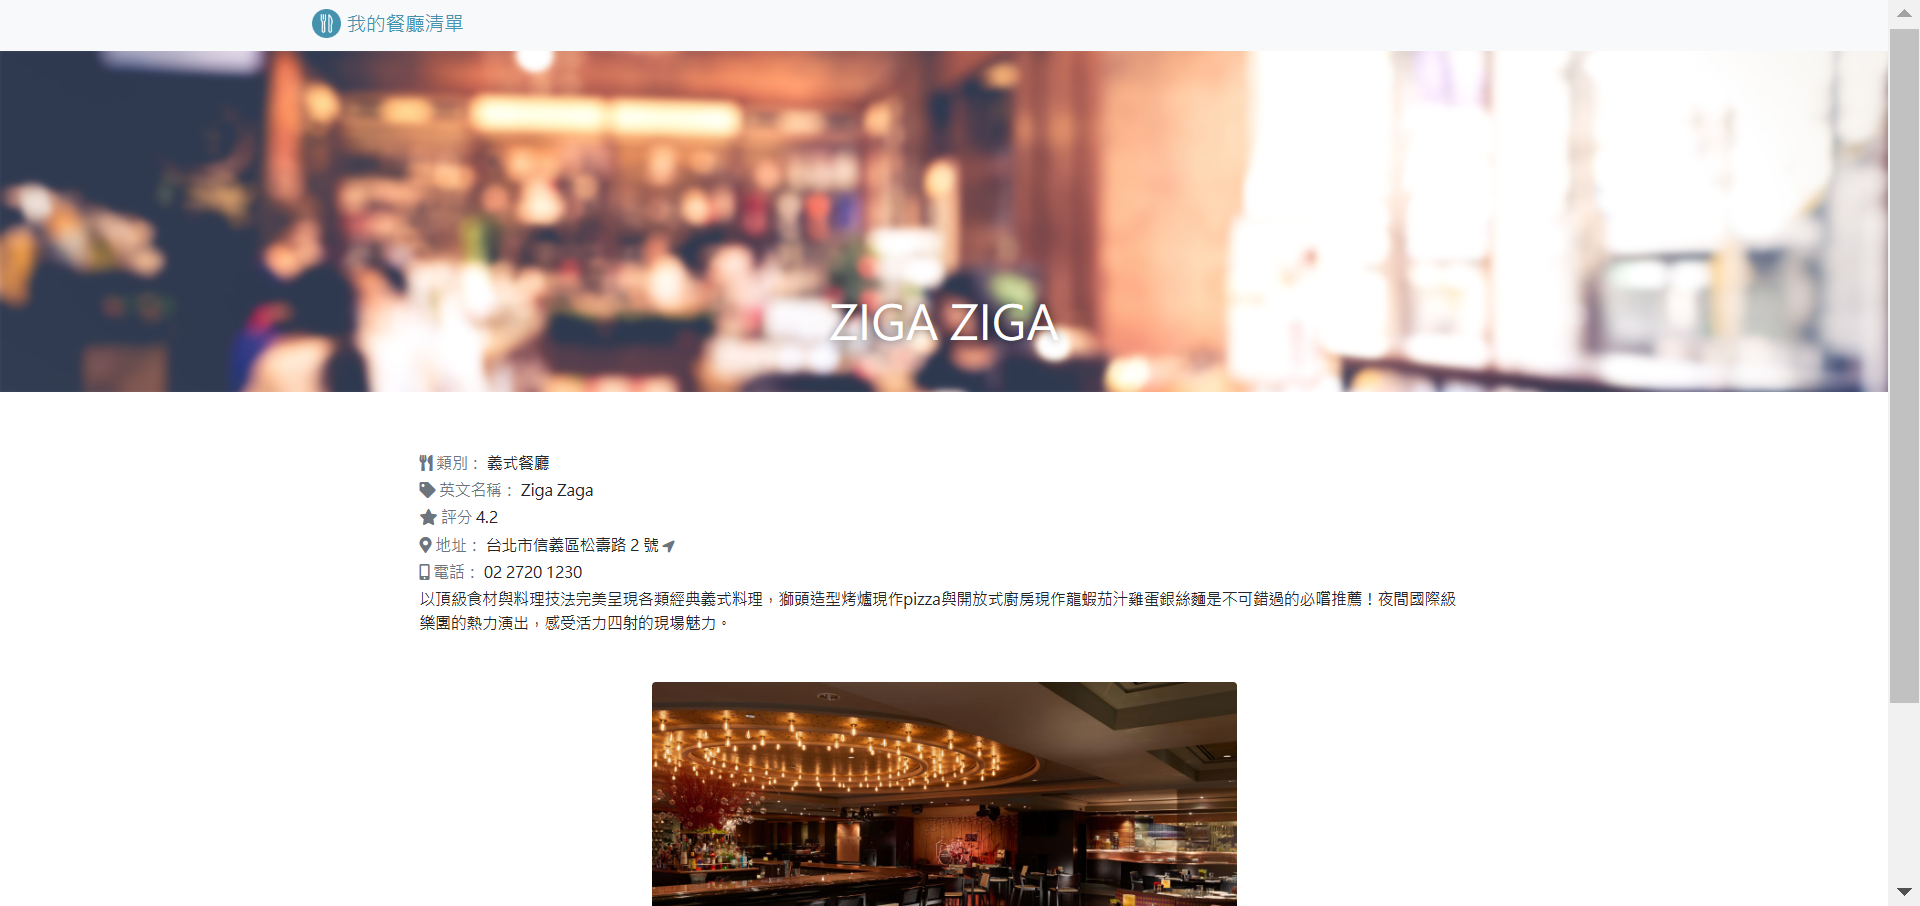 我的餐廳清單
ZIGA ZIGA
類別： 義式餐廳
英文名稱： Ziga Zaga
評分 4.2
地址： 台北市信義區松壽路 2 號
電話： 02 2720 1230
以頂級食材與料理技法完美呈現各類經典義式料理，獅頭造型烤爐現作pizza與開放式廚房現作龍蝦茄汁雞蛋銀絲麵是不可錯過的必嚐推薦！夜間國際級
樂團的熱力演出，感受活力四射的現場魅力。